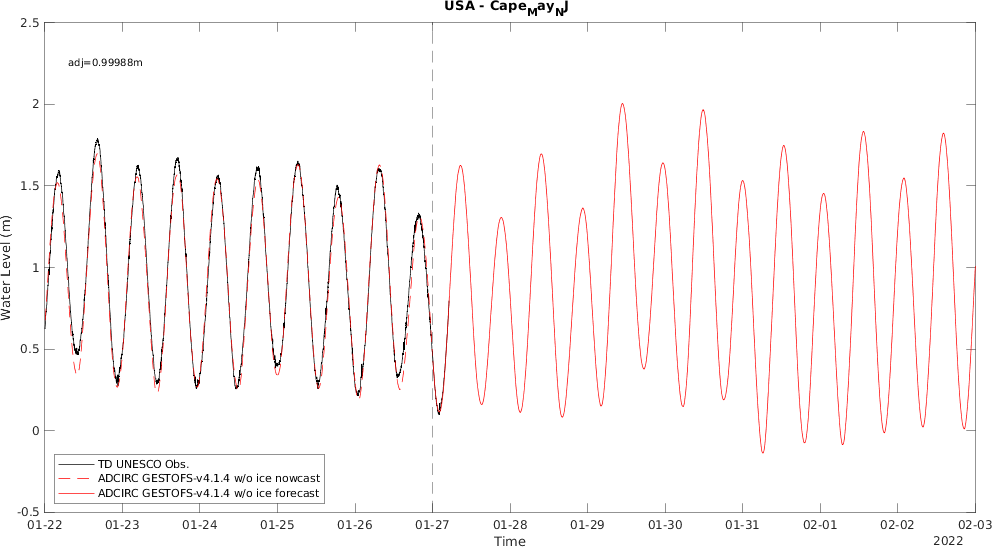 USA - Cape_May_NJ
2.5
adj=0.99988m
2
1.5
Water Level (m)
1
0.5
0
TD UNESCO Obs.
ADCIRC GESTOFS-v4.1.4 w/o ice nowcast
ADCIRC GESTOFS-v4.1.4 w/o ice forecast
-0.5
01-22 01-23 01-24 01-25 01-26 01-27 01-28 01-29 01-30 01-31 02-01 02-02 02-03
Time
2022